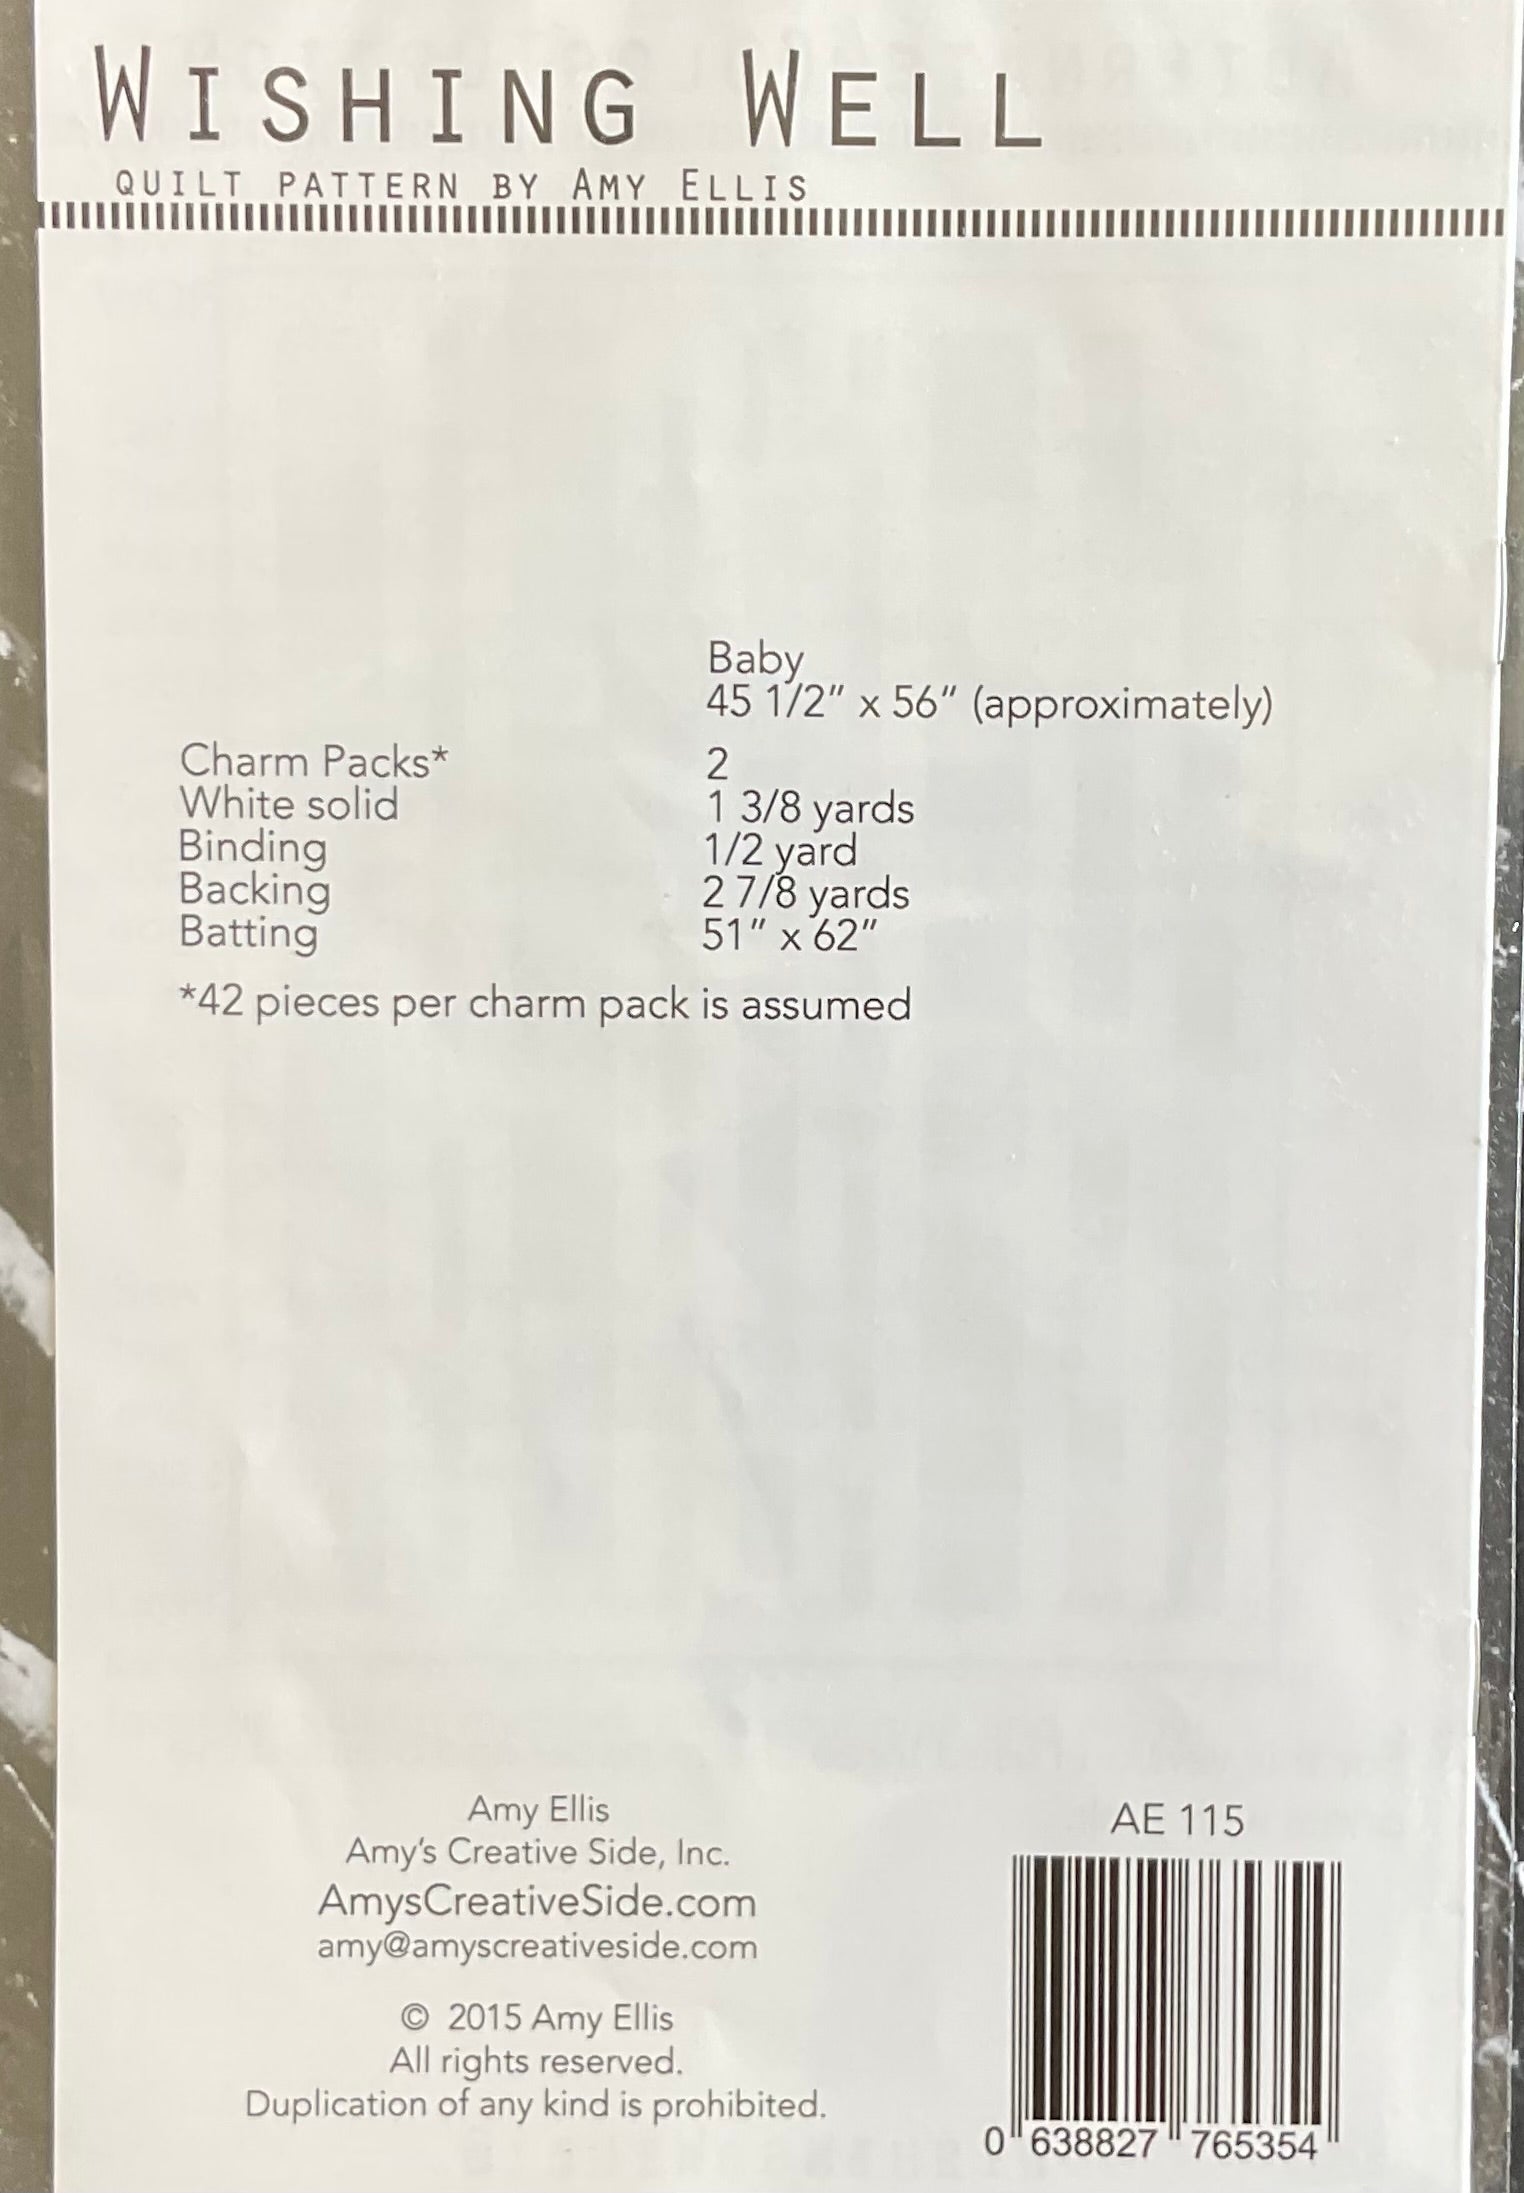 WISHING WELL
QUILT PATTERN BY AMY ELLIS
Baby
45 1/2" x 56" (approximately)
Charm Packs* 2
White solid 1 3/8 yards
Binding 1/2 yard
Backing 2 7/8 yards
Batting 51" x 62"
*42 pieces per charm pack is assumed
Amy Ellis
Amy's Creative Side, Inc.
AmysCreativeSide.com
amy@amyscreativeside.com
© 2015 Amy Ellis
All rights reserved.
Duplication of any kind is prohibited.
AE 115
0 638827 765354